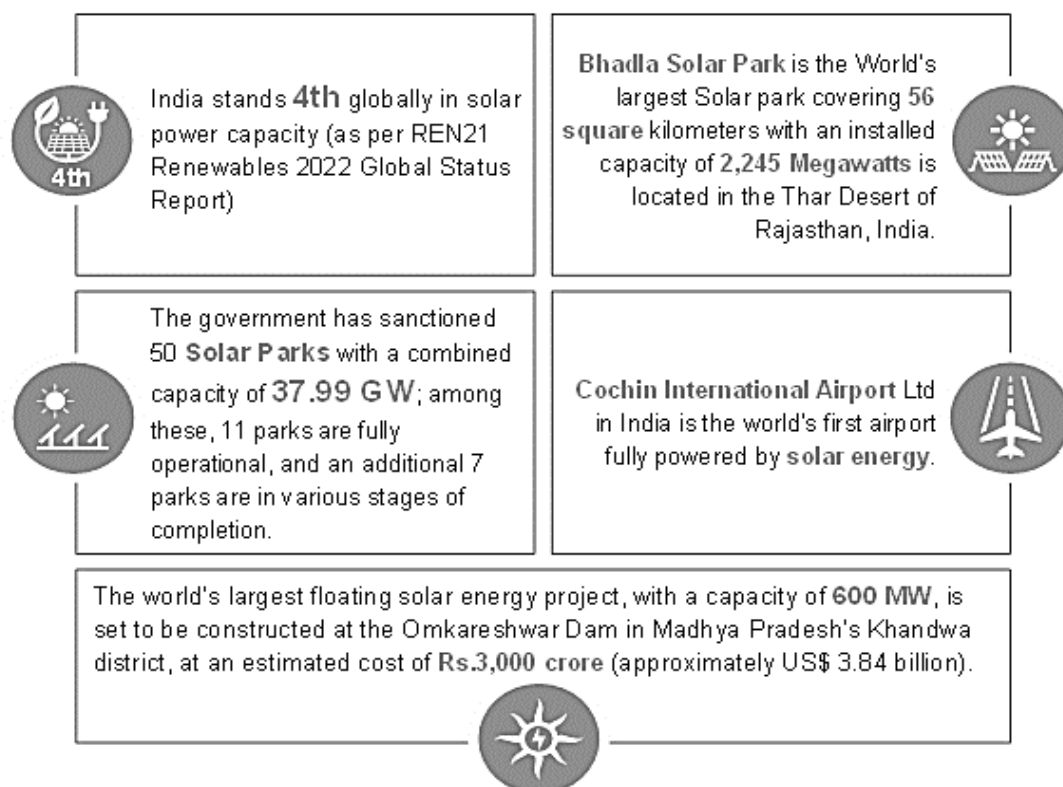 India stands 4th globally in solar
power capacity (as per REN21
Renewables 2022 Global Status
Report)
4th
Bhadla Solar Park is the World's
largest Solar park covering 56
square kilometers with an installed
capacity of 2,245 Megawatts is
located in the Thar Desert of
Rajasthan, India.
The government has sanctioned
50 Solar Parks with a combined
capacity of 37.99 GW; among
these, 11 parks are fully
operational, and an additional 7
parks are in various stages of
completion.
Cochin International Airport Ltd
in India is the world's first airport
fully powered by solar energy.
The world's largest floating solar energy project, with a capacity of 600 MW, is
set to be constructed at the Omkareshwar Dam in Madhya Pradesh's Khandwa
district, at an estimated cost of Rs.3,000 crore (approximately US$ 3.84 billion).